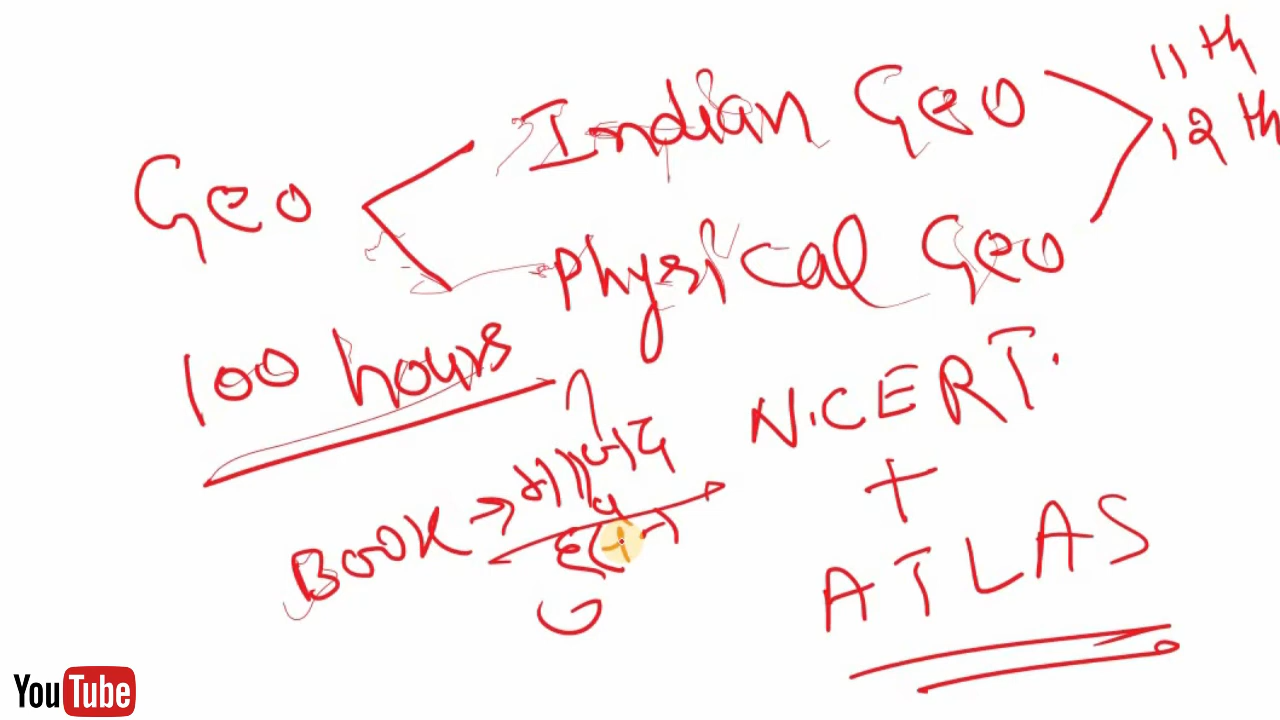 11th
Indian Geo
12th
Geo
Physical Geo
100 hours
NCERT.
+
BOOK →
ATLAS
YouTube